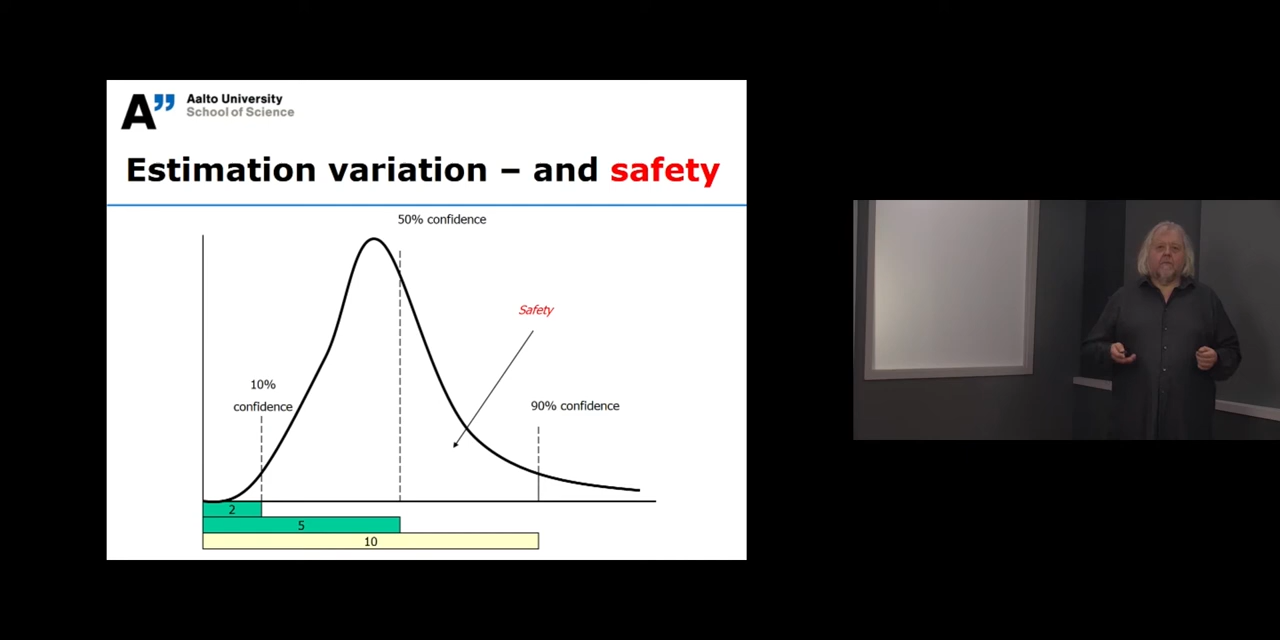 Aalto University
School of Science
Estimation variation – and safety
50% confidence
Safety
10%
confidence
90% confidence
2
5
10